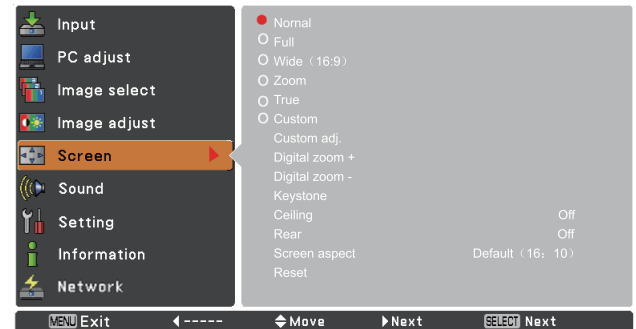 Input
PC adjust
Image select
Image adjust
Screen
Sound
Setting
Information
Network
Nornal
Full
Wide（16:9）
Zoom
True
Custom
Custom adj.
Digital zoom +
Digital zoom -
Keystone
Ceiling Off
Rear Off
Screen aspect Default（16：10）
Reset
MENU Exit ----- Move Next SELECT Next